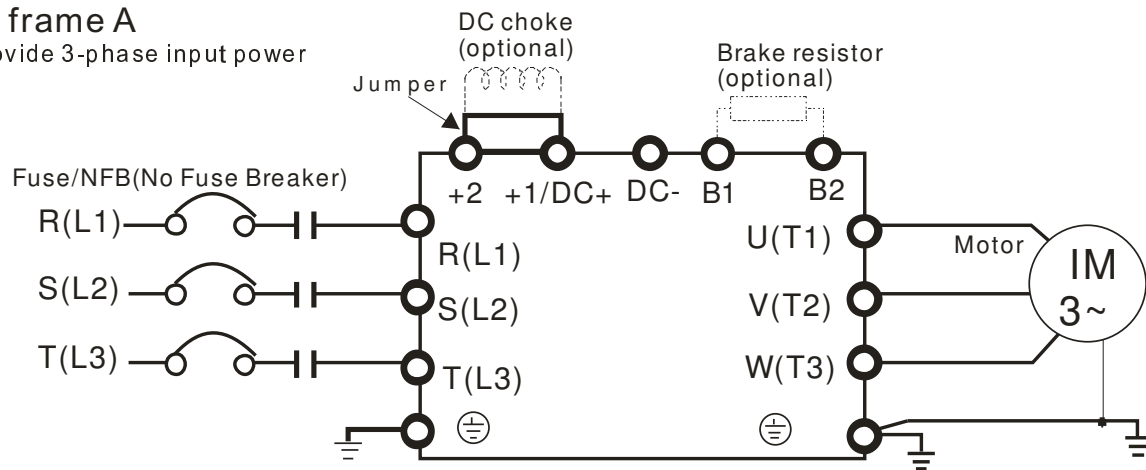 frame A
3-phase input power
DC choke
(optional)
Brake resistor
(optional)
Jumper
Fuse/NFB(No Fuse Breaker)
+2 +1/DC+ DC- B1 B2
R(L1)
S(L2)
T(L3)
R(L1)
S(L2)
T(L3)
U(T1)
V(T2)
W(T3)
Motor
IM
3~